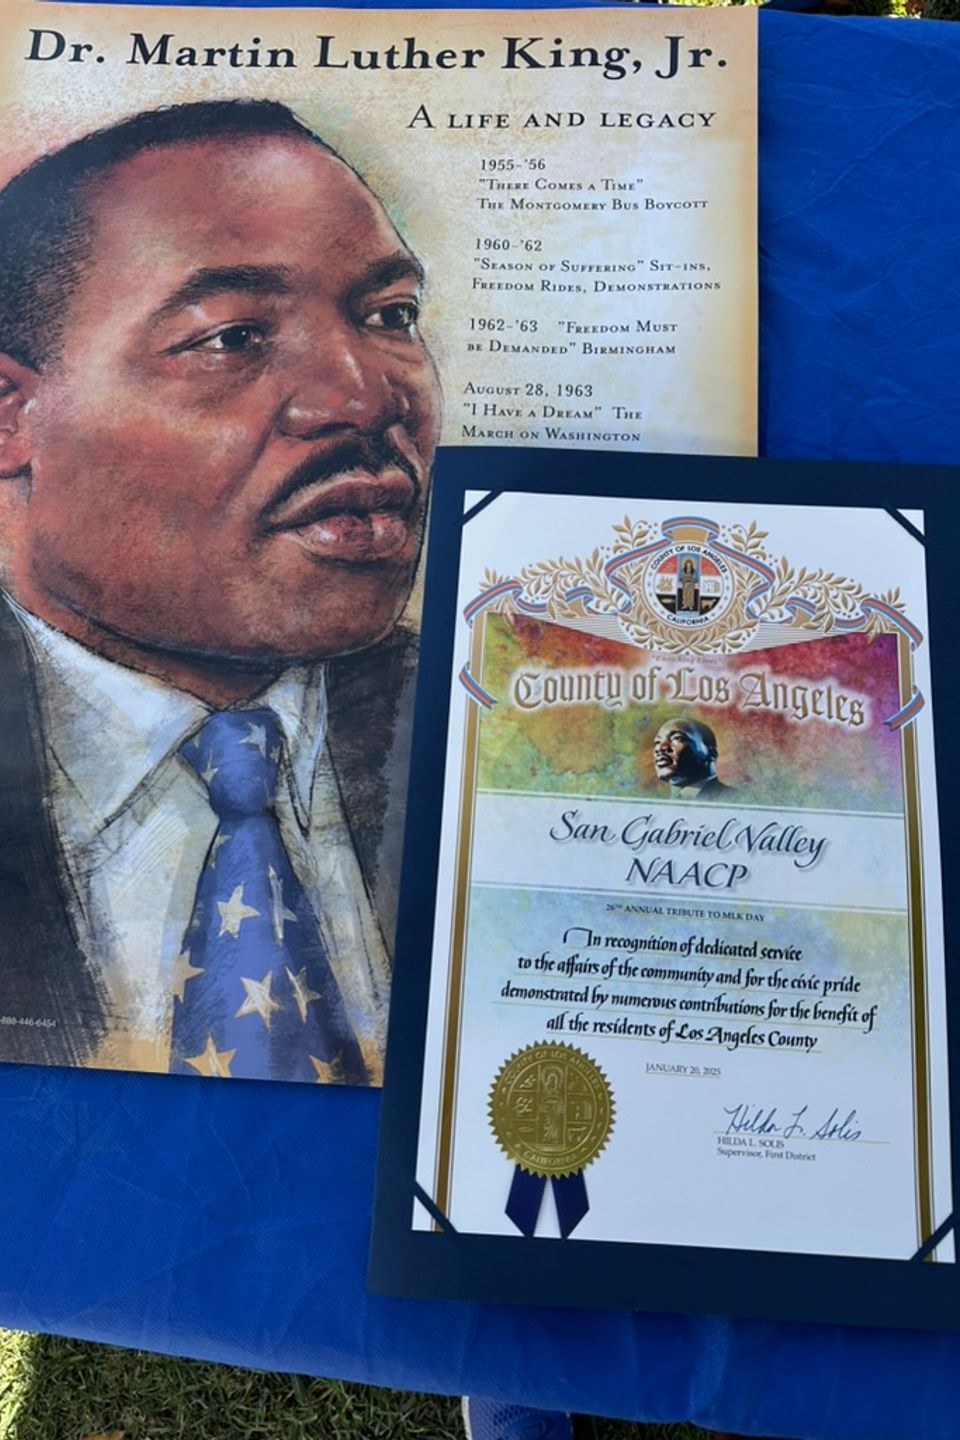 Dr. Martin Luther King, Jr.
A LIFE AND LEGACY
1955-'56
"THERE COMES A TIME"
THE MONTGOMERY BUS BOYCOTT
1960-'62
"SEASON OF SUFFERING" SIT-INS,
FREEDOM RIDES, DEMONSTRATIONS
1962-'63 "FREEDOM MUST
BE DEMANDED" BIRMINGHAM
AUGUST 28, 1963
"I HAVE A DREAM" THE
MARCH ON WASHINGTON
-888-446-6454
COUNTY OF LOS ANGELES
CALIFORNIA
"Enriching Lives"
County of Los Angeles
San Gabriel Valley
NAACP
26TH ANNUAL TRIBUTE TO MLK DAY
In recognition of dedicated service
to the affairs of the community and for the civic pride
demonstrated by numerous contributions for the benefit of
all the residents of Los Angeles County
JANUARY 20, 2025
COUNTY OF LOS ANGELES
CALIFORNIA
Hilda L. Solis
HILDA L. SOLIS
Supervisor, First District